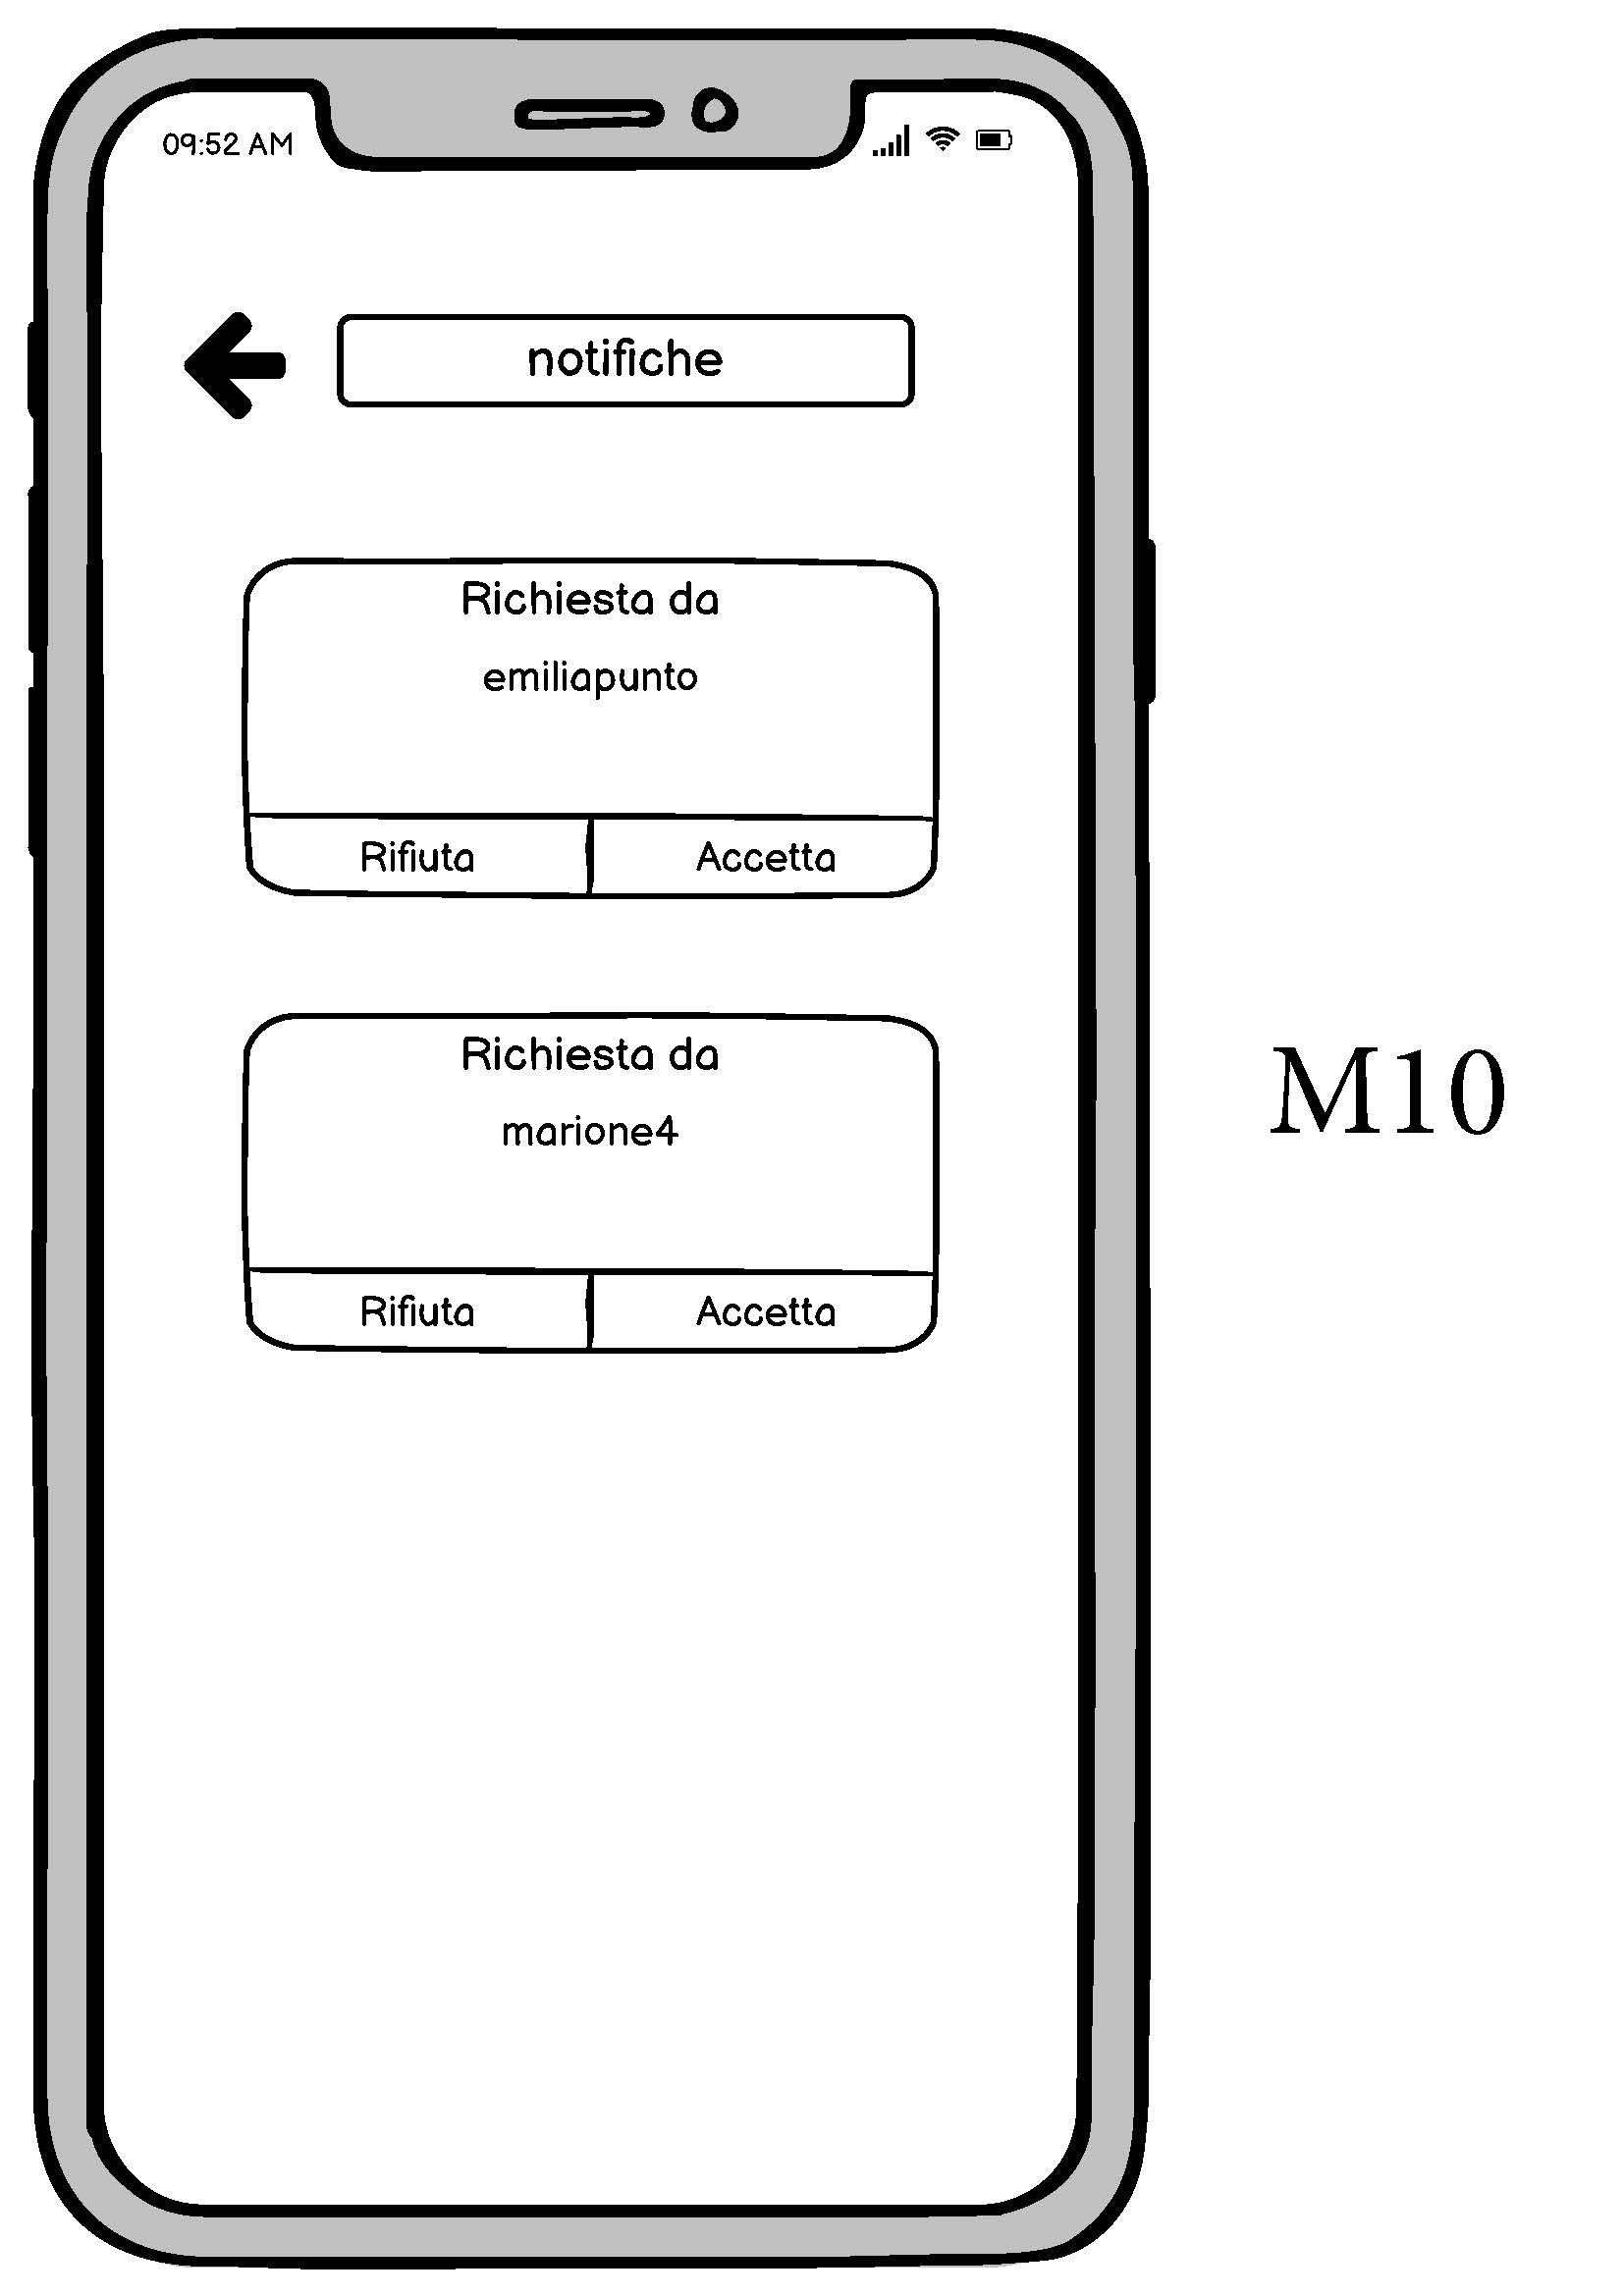 09:52 AM
notifiche
Richiesta da
emiliapunto
Rifiuta Accetta
Richiesta da
marione4
Rifiuta Accetta
M10